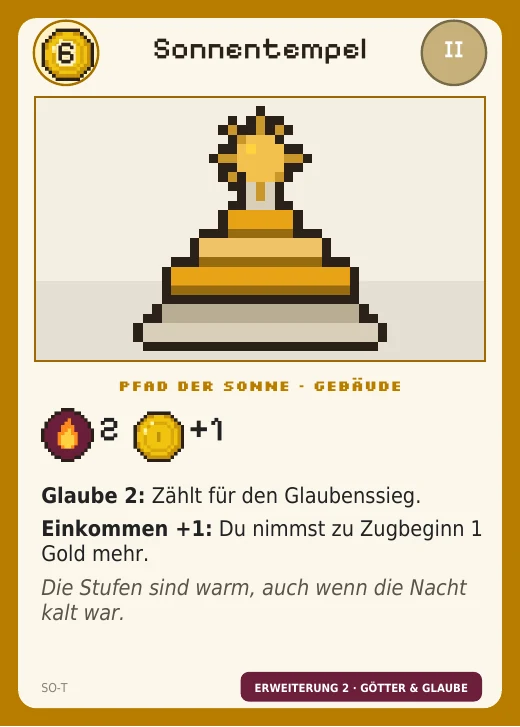 6
Sonnentempel
II
PFAD DER SONNE - GEBÄUDE
2 +1
Glaube 2: Zählt für den Glaubenssieg.
Einkommen +1: Du nimmst zu Zugbeginn 1
Gold mehr.
Die Stufen sind warm, auch wenn die Nacht
kalt war.
SO-T
ERWEITERUNG 2 · GÖTTER & GLAUBE